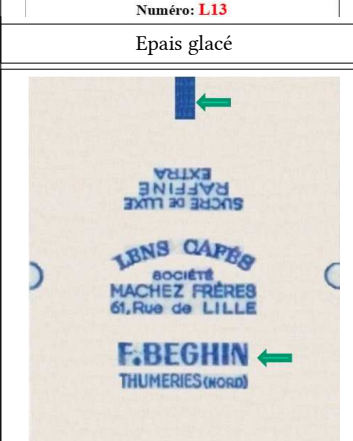 Numéro: L13
Epais glacé
SUCRE DE LUXE
RAFFINÉ
EXTRA
LENS CAFÉS
SOCIÉTÉ
MACHEZ FRÈRES
61, Rue de LILLE
F. BEGHIN
THUMERIES (NORD)